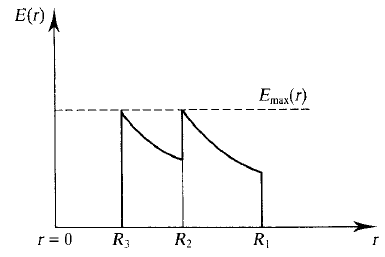 E(r)
E_max(r)
r = 0 R_3 R_2 R_1 r